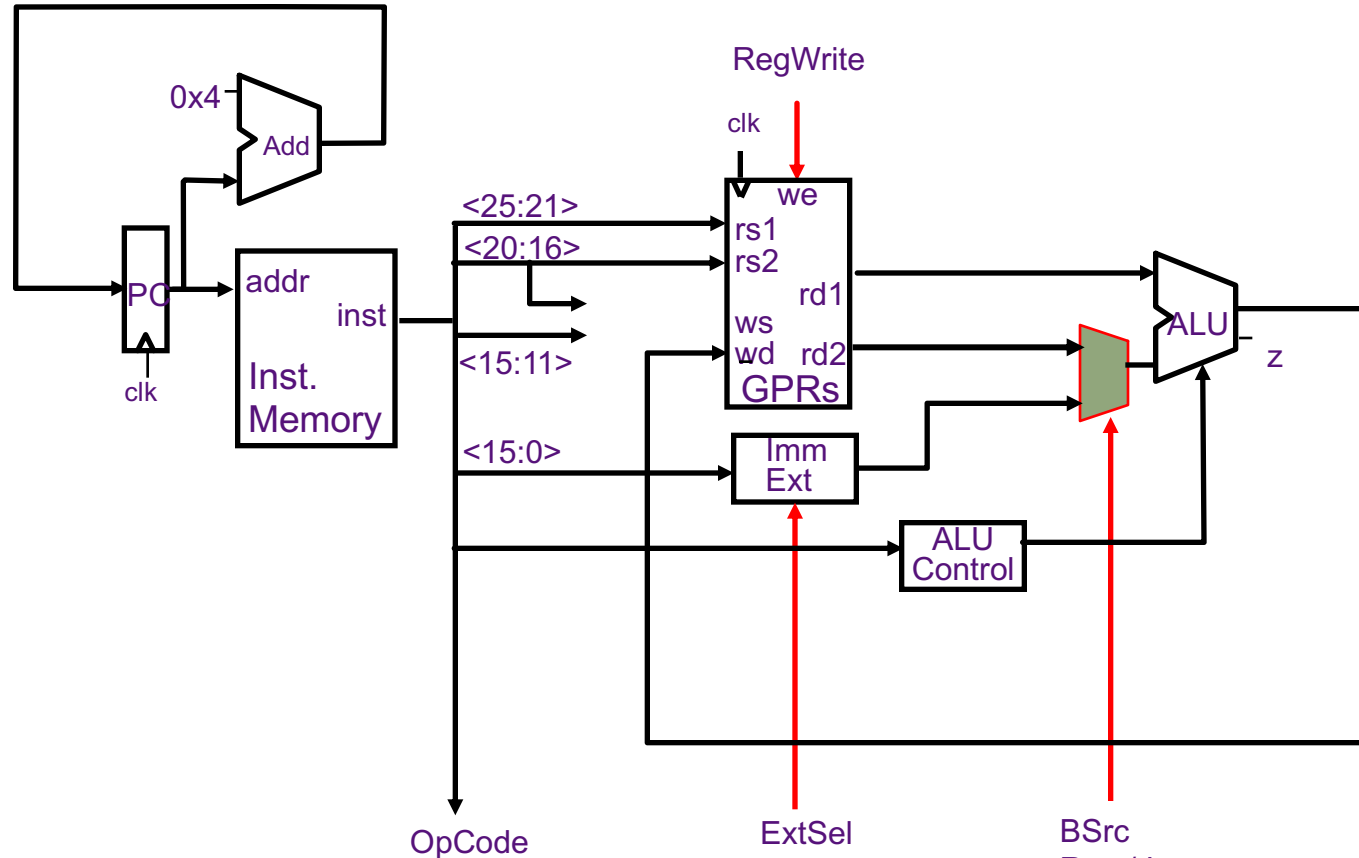 RegWrite
0x4
Add
clk
we
<25:21>
rs1
<20:16>
rs2
PC
addr
inst
rd1
ws
wd
rd2
ALU
z
<15:11>
clk
Inst.
Memory
GPRs
<15:0>
Imm
Ext
ALU
Control
OpCode
ExtSel
BSrc